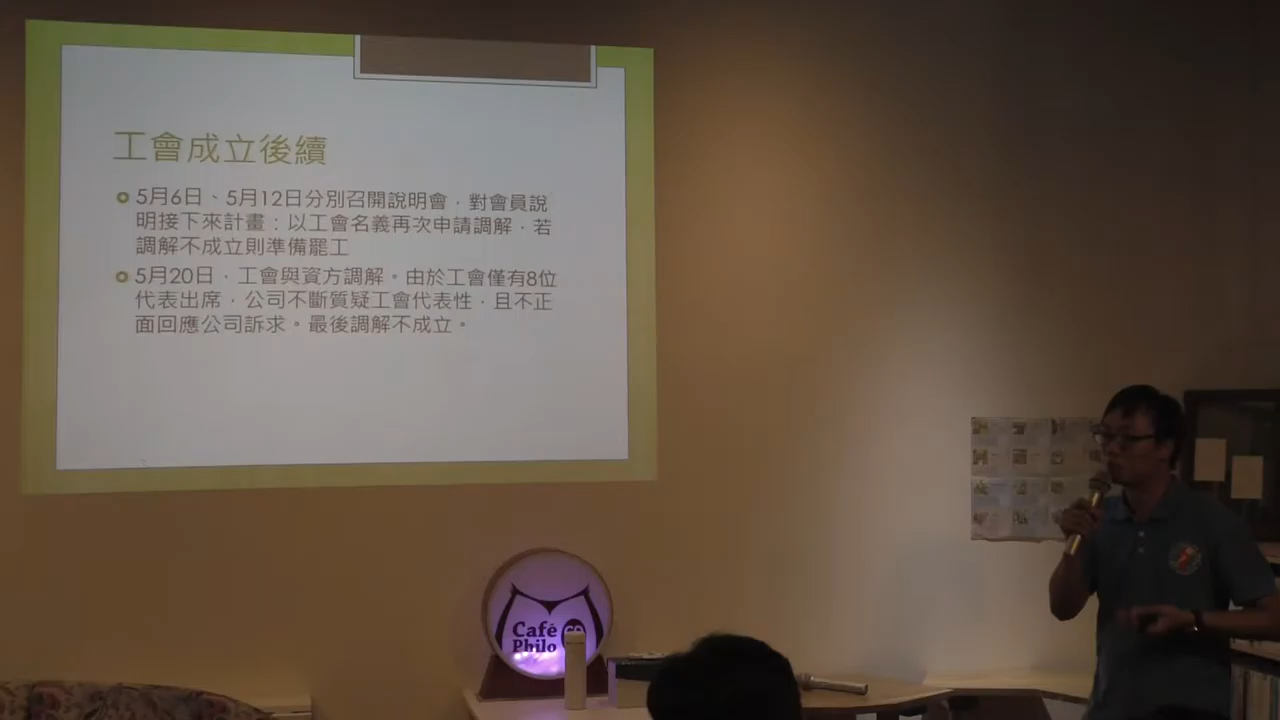 工會成立後續
5月6日、5月12日分別召開說明會，對會員說
明接下來計畫：以工會名義再次申請調解，若
調解不成立則準備罷工
5月20日，工會與資方調解。由於工會僅有8位
代表出席，公司不斷質疑工會代表性，且不正
面回應公司訴求。最後調解不成立。
Café
Philo